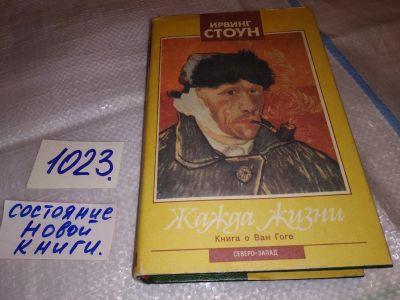 ИРВИНГ
СТОУН
Жажда жизни
Книга о Ван Гоге
СЕВЕРО-ЗАПАД
1023.
СОСТОЯНИЕ
НОВОЙ
КНИГИ.